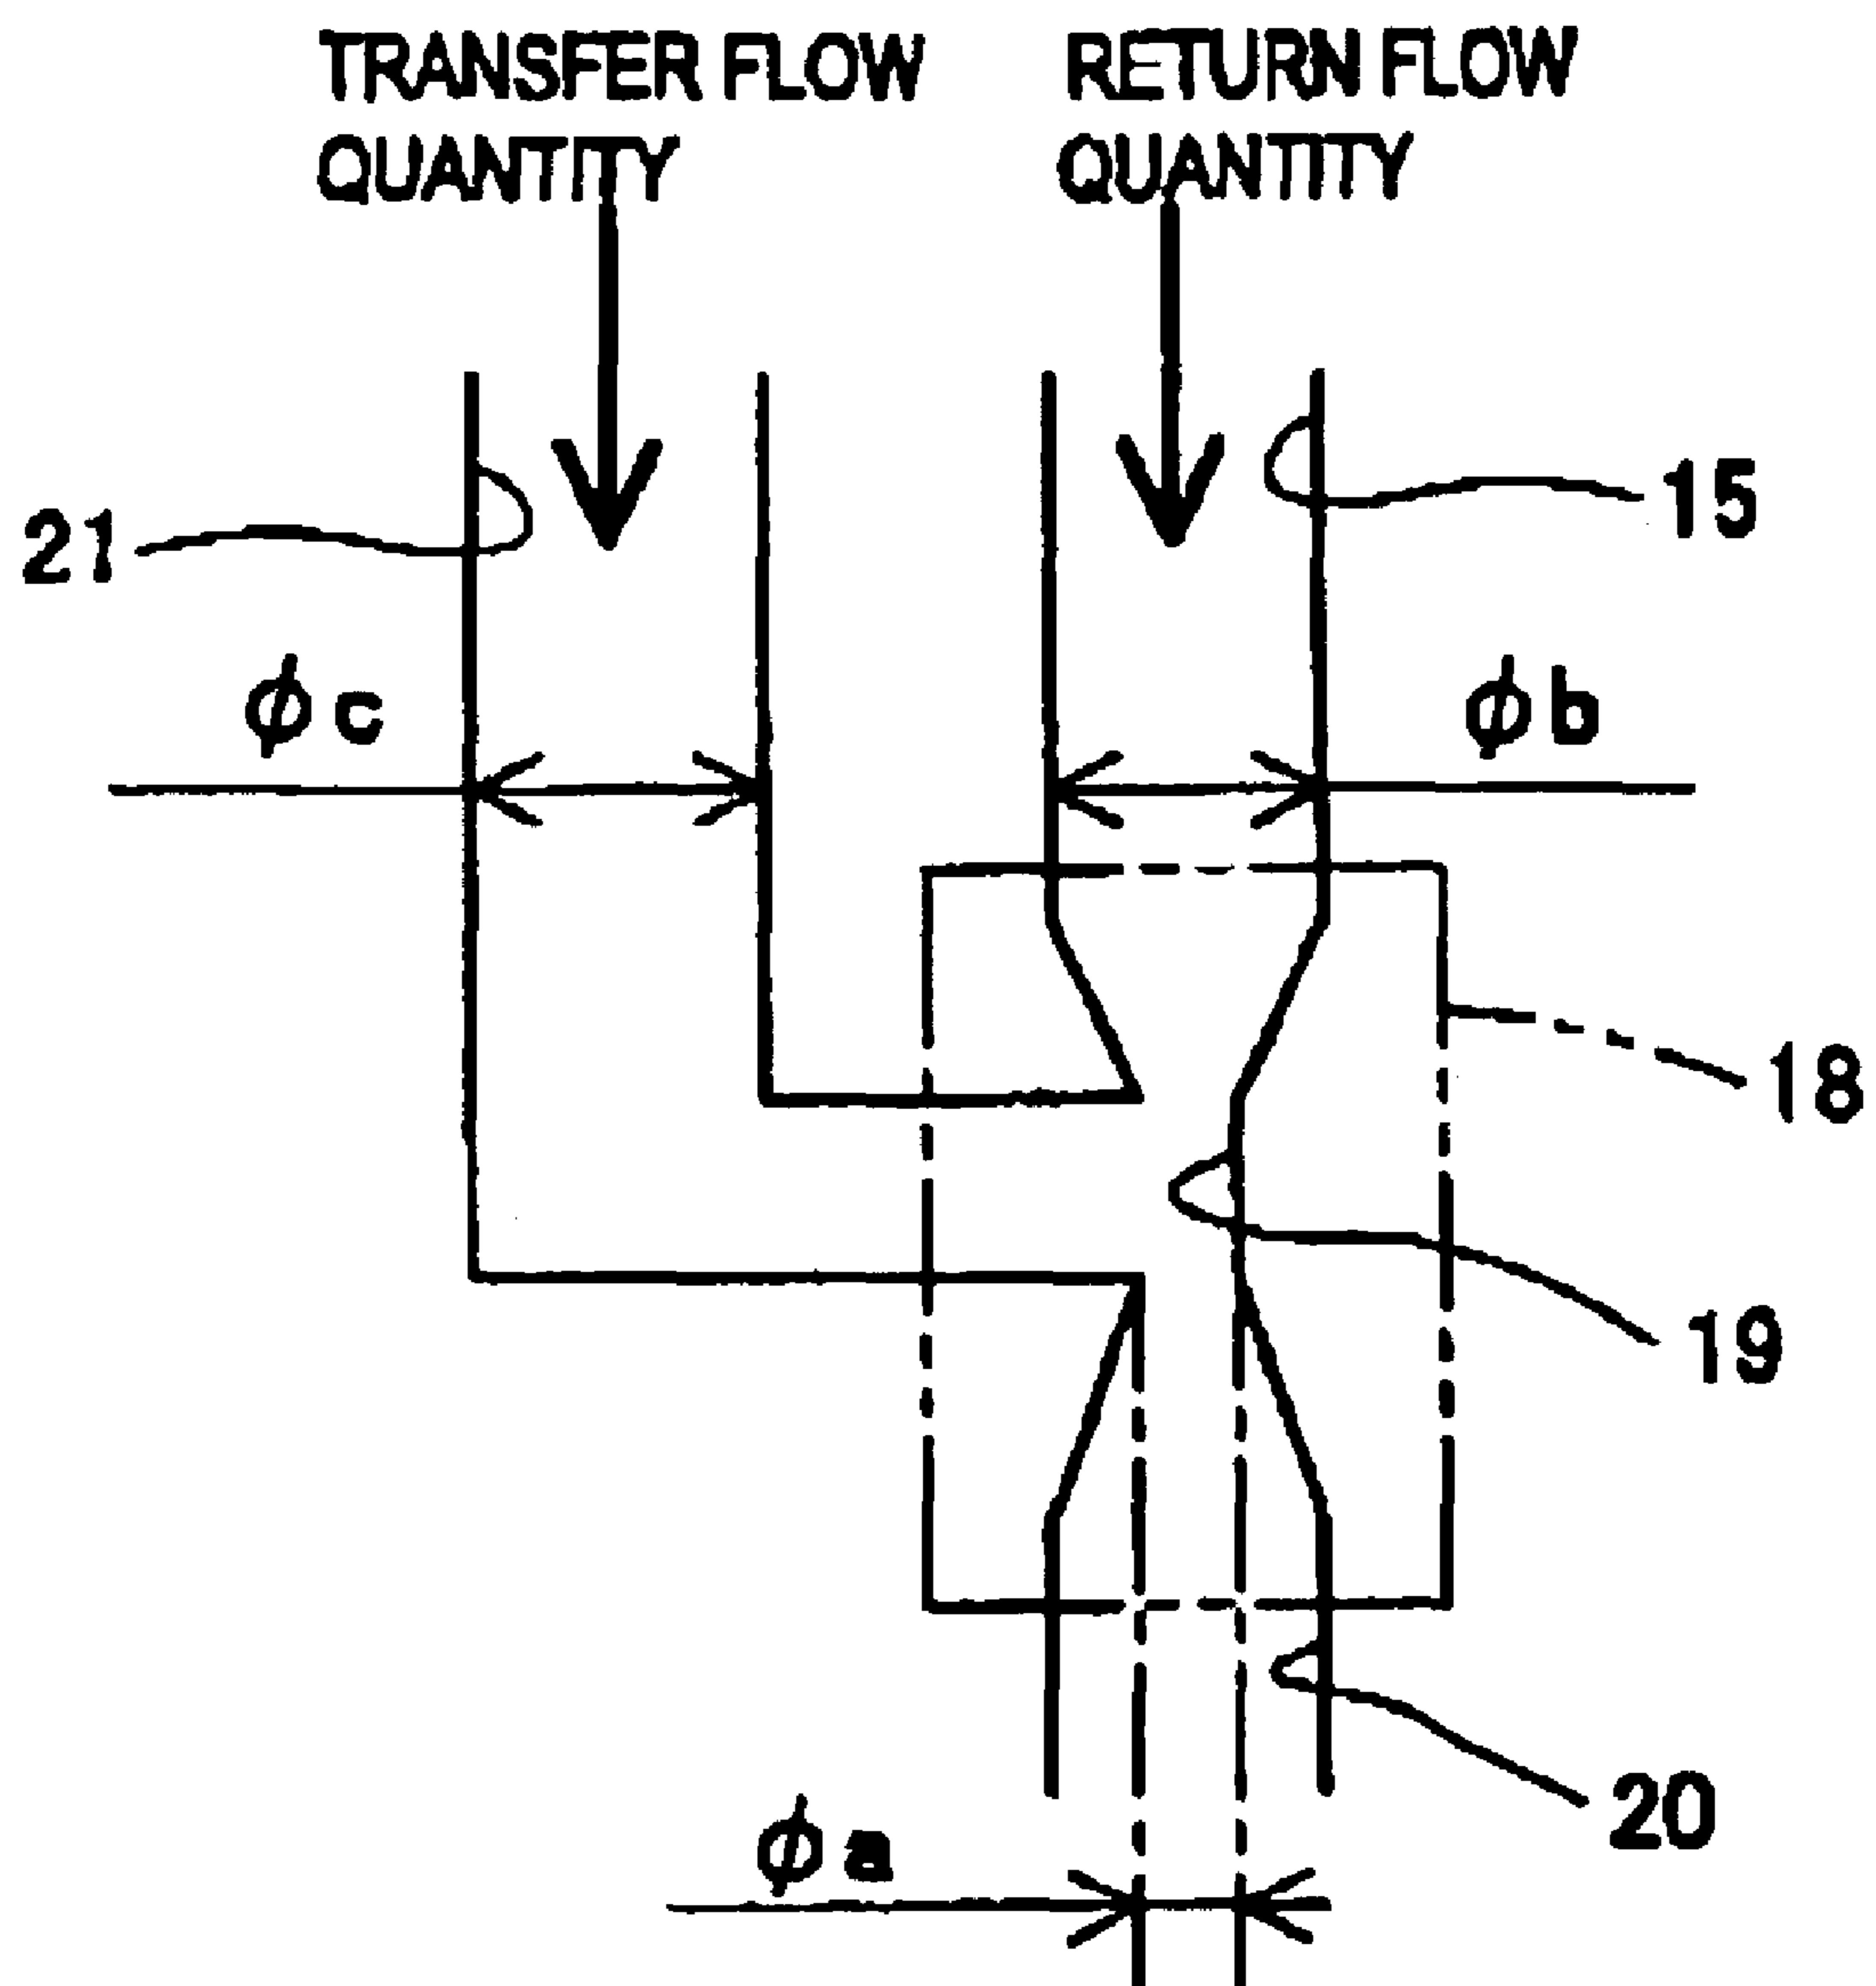 TRANSFER FLOW
QUANTITY
RETURN FLOW
QUANTITY
15
21
ϕc
ϕb
18
19
20
ϕa